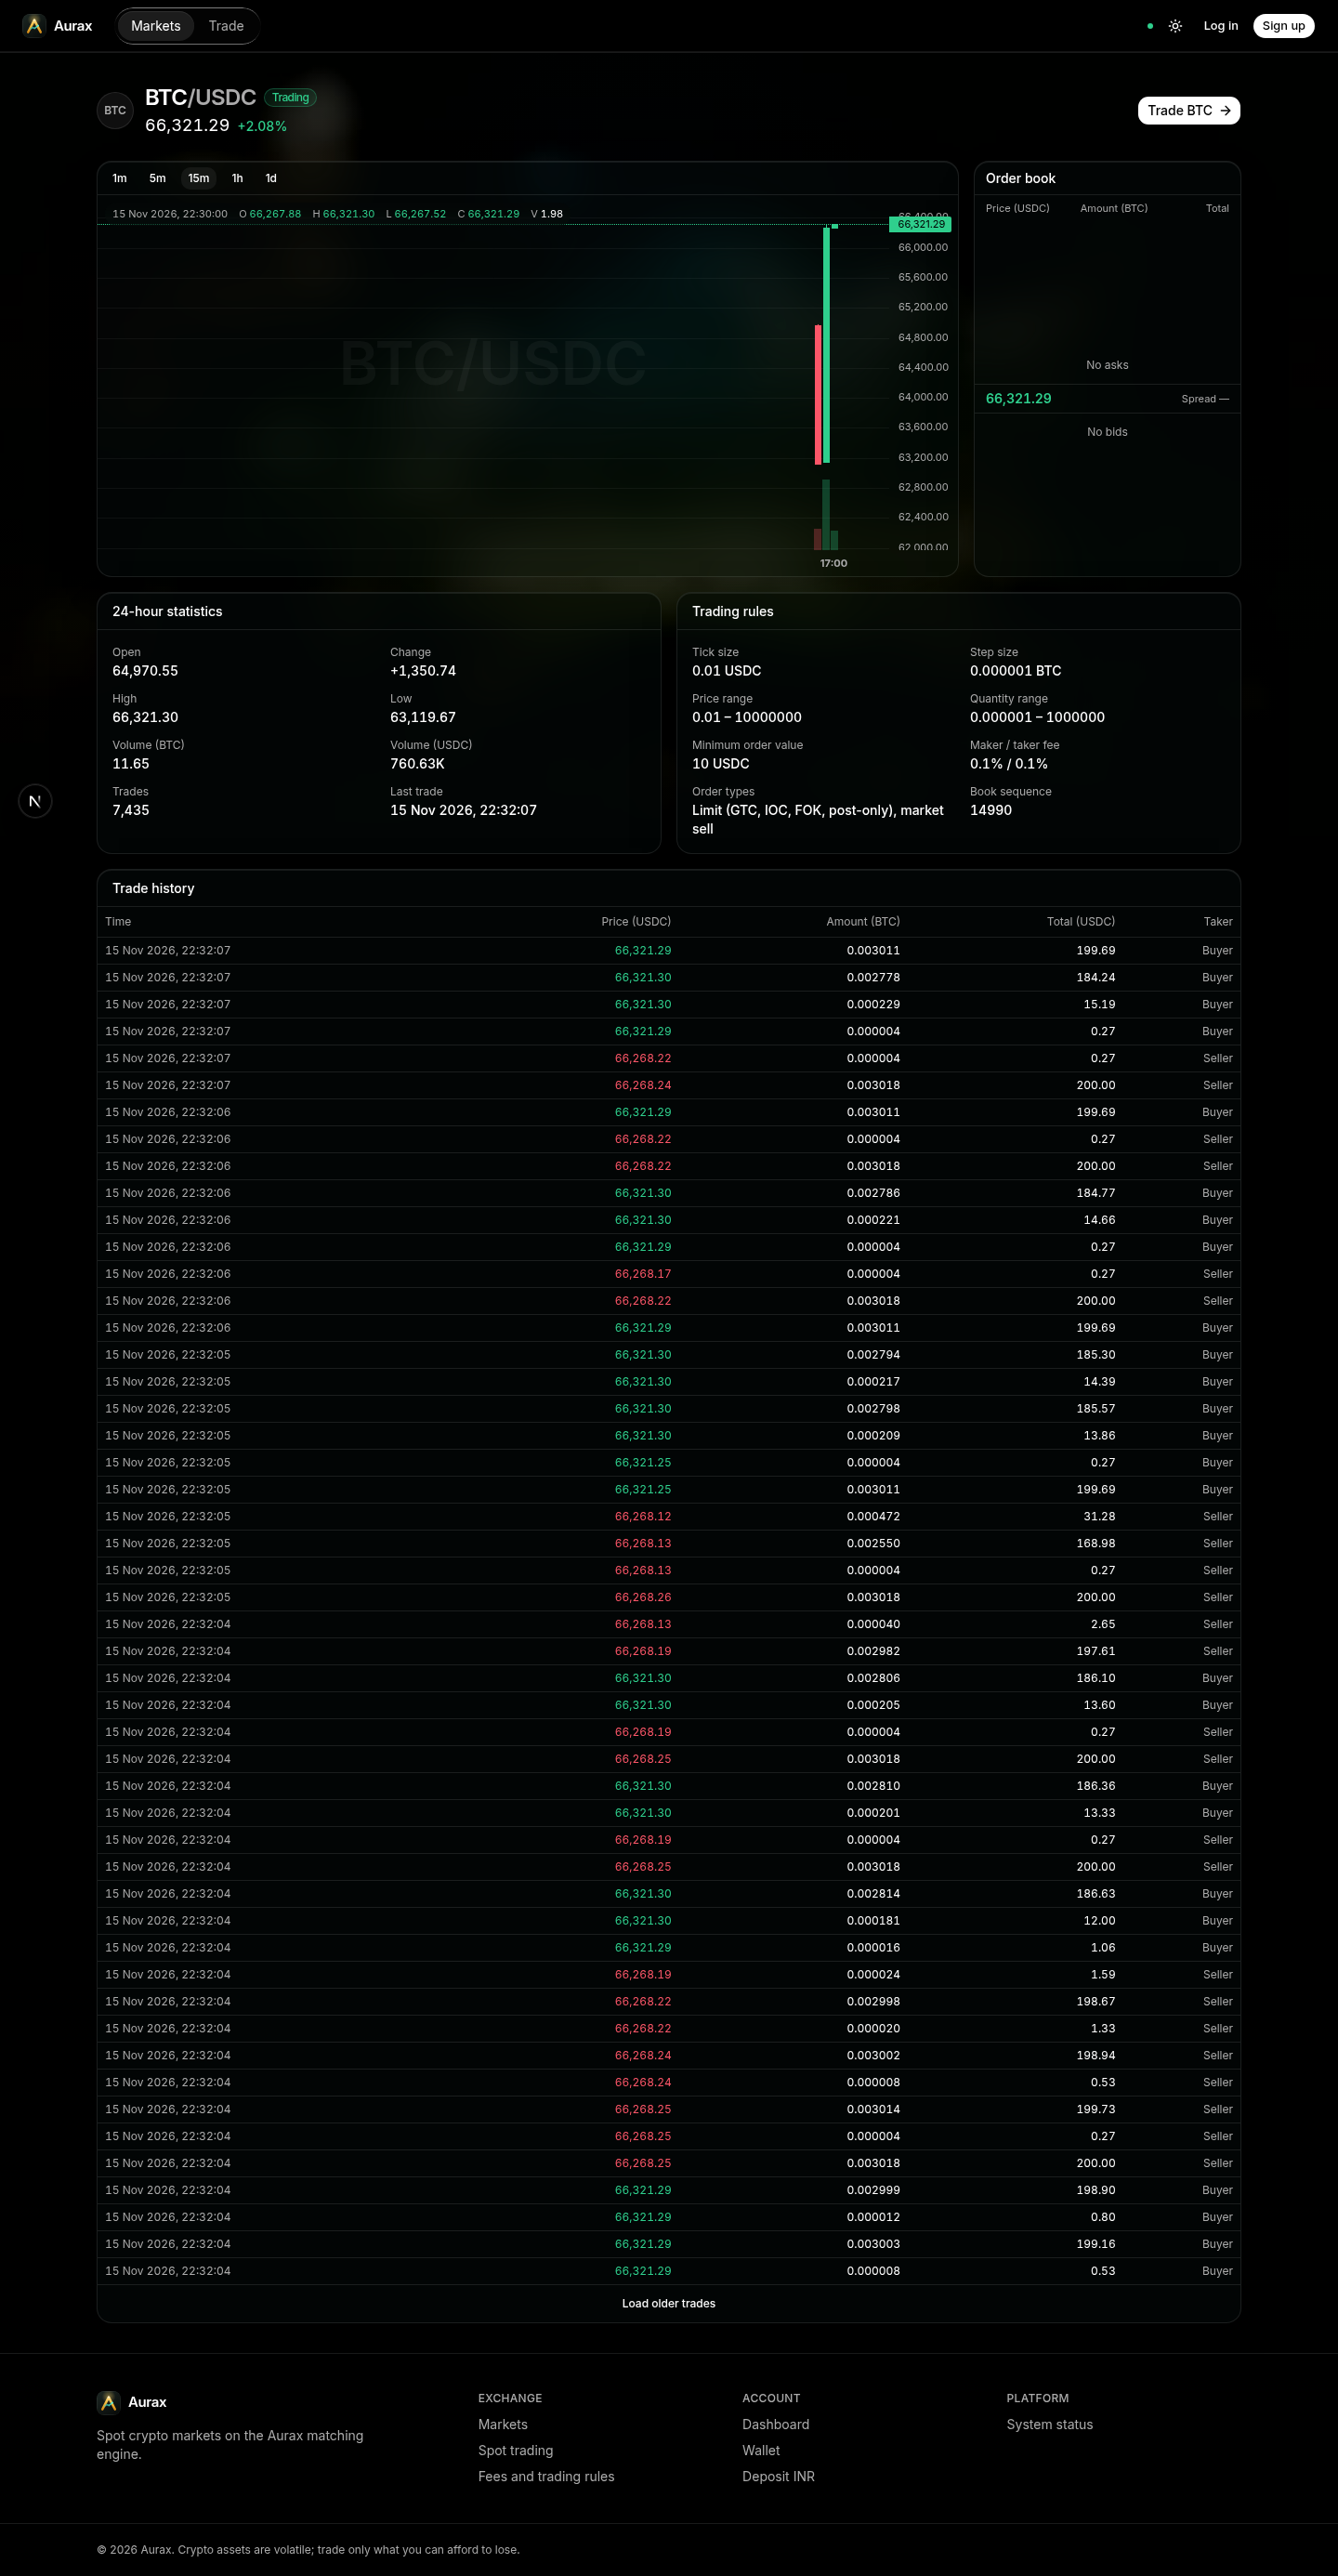 Aurax
Markets Trade
Log in Sign up
BTC BTC/USDC Trading
66,321.29 +2.08%
Trade BTC →
1m 5m 15m 1h 1d
15 Nov 2026, 22:30:00 O 66,267.88 H 66,321.30 L 66,267.52 C 66,321.29 V 1.98
66,400.00
66,321.29
66,000.00
65,600.00
65,200.00
64,800.00
64,400.00
64,000.00
63,600.00
63,200.00
62,800.00
62,400.00
62,000.00
BTC/USDC
17:00
Order book
Price (USDC) Amount (BTC) Total
No asks
66,321.29 Spread —
No bids
24-hour statistics
Open Change
64,970.55 +1,350.74
High Low
66,321.30 63,119.67
Volume (BTC) Volume (USDC)
11.65 760.63K
Trades Last trade
7,435 15 Nov 2026, 22:32:07
Trading rules
Tick size Step size
0.01 USDC 0.000001 BTC
Price range Quantity range
0.01 – 10000000 0.000001 – 1000000
Minimum order value Maker / taker fee
10 USDC 0.1% / 0.1%
Order types Book sequence
Limit (GTC, IOC, FOK, post-only), market 14990
sell
N
Trade history
Time Price (USDC) Amount (BTC) Total (USDC) Taker
15 Nov 2026, 22:32:07 66,321.29 0.003011 199.69 Buyer
15 Nov 2026, 22:32:07 66,321.30 0.002778 184.24 Buyer
15 Nov 2026, 22:32:07 66,321.30 0.000229 15.19 Buyer
15 Nov 2026, 22:32:07 66,321.29 0.000004 0.27 Buyer
15 Nov 2026, 22:32:07 66,268.22 0.000004 0.27 Seller
15 Nov 2026, 22:32:07 66,268.24 0.003018 200.00 Seller
15 Nov 2026, 22:32:06 66,321.29 0.003011 199.69 Buyer
15 Nov 2026, 22:32:06 66,268.22 0.000004 0.27 Seller
15 Nov 2026, 22:32:06 66,268.22 0.003018 200.00 Seller
15 Nov 2026, 22:32:06 66,321.30 0.002786 184.77 Buyer
15 Nov 2026, 22:32:06 66,321.30 0.000221 14.66 Buyer
15 Nov 2026, 22:32:06 66,321.29 0.000004 0.27 Buyer
15 Nov 2026, 22:32:06 66,268.17 0.000004 0.27 Seller
15 Nov 2026, 22:32:06 66,268.22 0.003018 200.00 Seller
15 Nov 2026, 22:32:06 66,321.29 0.003011 199.69 Buyer
15 Nov 2026, 22:32:05 66,321.30 0.002794 185.30 Buyer
15 Nov 2026, 22:32:05 66,321.30 0.000217 14.39 Buyer
15 Nov 2026, 22:32:05 66,321.30 0.002798 185.57 Buyer
15 Nov 2026, 22:32:05 66,321.30 0.000209 13.86 Buyer
15 Nov 2026, 22:32:05 66,321.25 0.000004 0.27 Buyer
15 Nov 2026, 22:32:05 66,321.25 0.003011 199.69 Buyer
15 Nov 2026, 22:32:05 66,268.12 0.000472 31.28 Seller
15 Nov 2026, 22:32:05 66,268.13 0.002550 168.98 Seller
15 Nov 2026, 22:32:05 66,268.13 0.000004 0.27 Seller
15 Nov 2026, 22:32:05 66,268.26 0.003018 200.00 Seller
15 Nov 2026, 22:32:04 66,268.13 0.000040 2.65 Seller
15 Nov 2026, 22:32:04 66,268.19 0.002982 197.61 Seller
15 Nov 2026, 22:32:04 66,321.30 0.002806 186.10 Buyer
15 Nov 2026, 22:32:04 66,321.30 0.000205 13.60 Buyer
15 Nov 2026, 22:32:04 66,268.19 0.000004 0.27 Seller
15 Nov 2026, 22:32:04 66,268.25 0.003018 200.00 Seller
15 Nov 2026, 22:32:04 66,321.30 0.002810 186.36 Buyer
15 Nov 2026, 22:32:04 66,321.30 0.000201 13.33 Buyer
15 Nov 2026, 22:32:04 66,268.19 0.000004 0.27 Seller
15 Nov 2026, 22:32:04 66,268.25 0.003018 200.00 Seller
15 Nov 2026, 22:32:04 66,321.30 0.002814 186.63 Buyer
15 Nov 2026, 22:32:04 66,321.30 0.000181 12.00 Buyer
15 Nov 2026, 22:32:04 66,321.29 0.000016 1.06 Buyer
15 Nov 2026, 22:32:04 66,268.19 0.000024 1.59 Seller
15 Nov 2026, 22:32:04 66,268.22 0.002998 198.67 Seller
15 Nov 2026, 22:32:04 66,268.22 0.000020 1.33 Seller
15 Nov 2026, 22:32:04 66,268.24 0.003002 198.94 Seller
15 Nov 2026, 22:32:04 66,268.24 0.000008 0.53 Seller
15 Nov 2026, 22:32:04 66,268.25 0.003014 199.73 Seller
15 Nov 2026, 22:32:04 66,268.25 0.000004 0.27 Seller
15 Nov 2026, 22:32:04 66,268.25 0.003018 200.00 Seller
15 Nov 2026, 22:32:04 66,321.29 0.002999 198.90 Buyer
15 Nov 2026, 22:32:04 66,321.29 0.000012 0.80 Buyer
15 Nov 2026, 22:32:04 66,321.29 0.003003 199.16 Buyer
15 Nov 2026, 22:32:04 66,321.29 0.000008 0.53 Buyer
Load older trades
Aurax
Spot crypto markets on the Aurax matching
engine.
EXCHANGE
Markets
Spot trading
Fees and trading rules
ACCOUNT
Dashboard
Wallet
Deposit INR
PLATFORM
System status
© 2026 Aurax. Crypto assets are volatile; trade only what you can afford to lose.